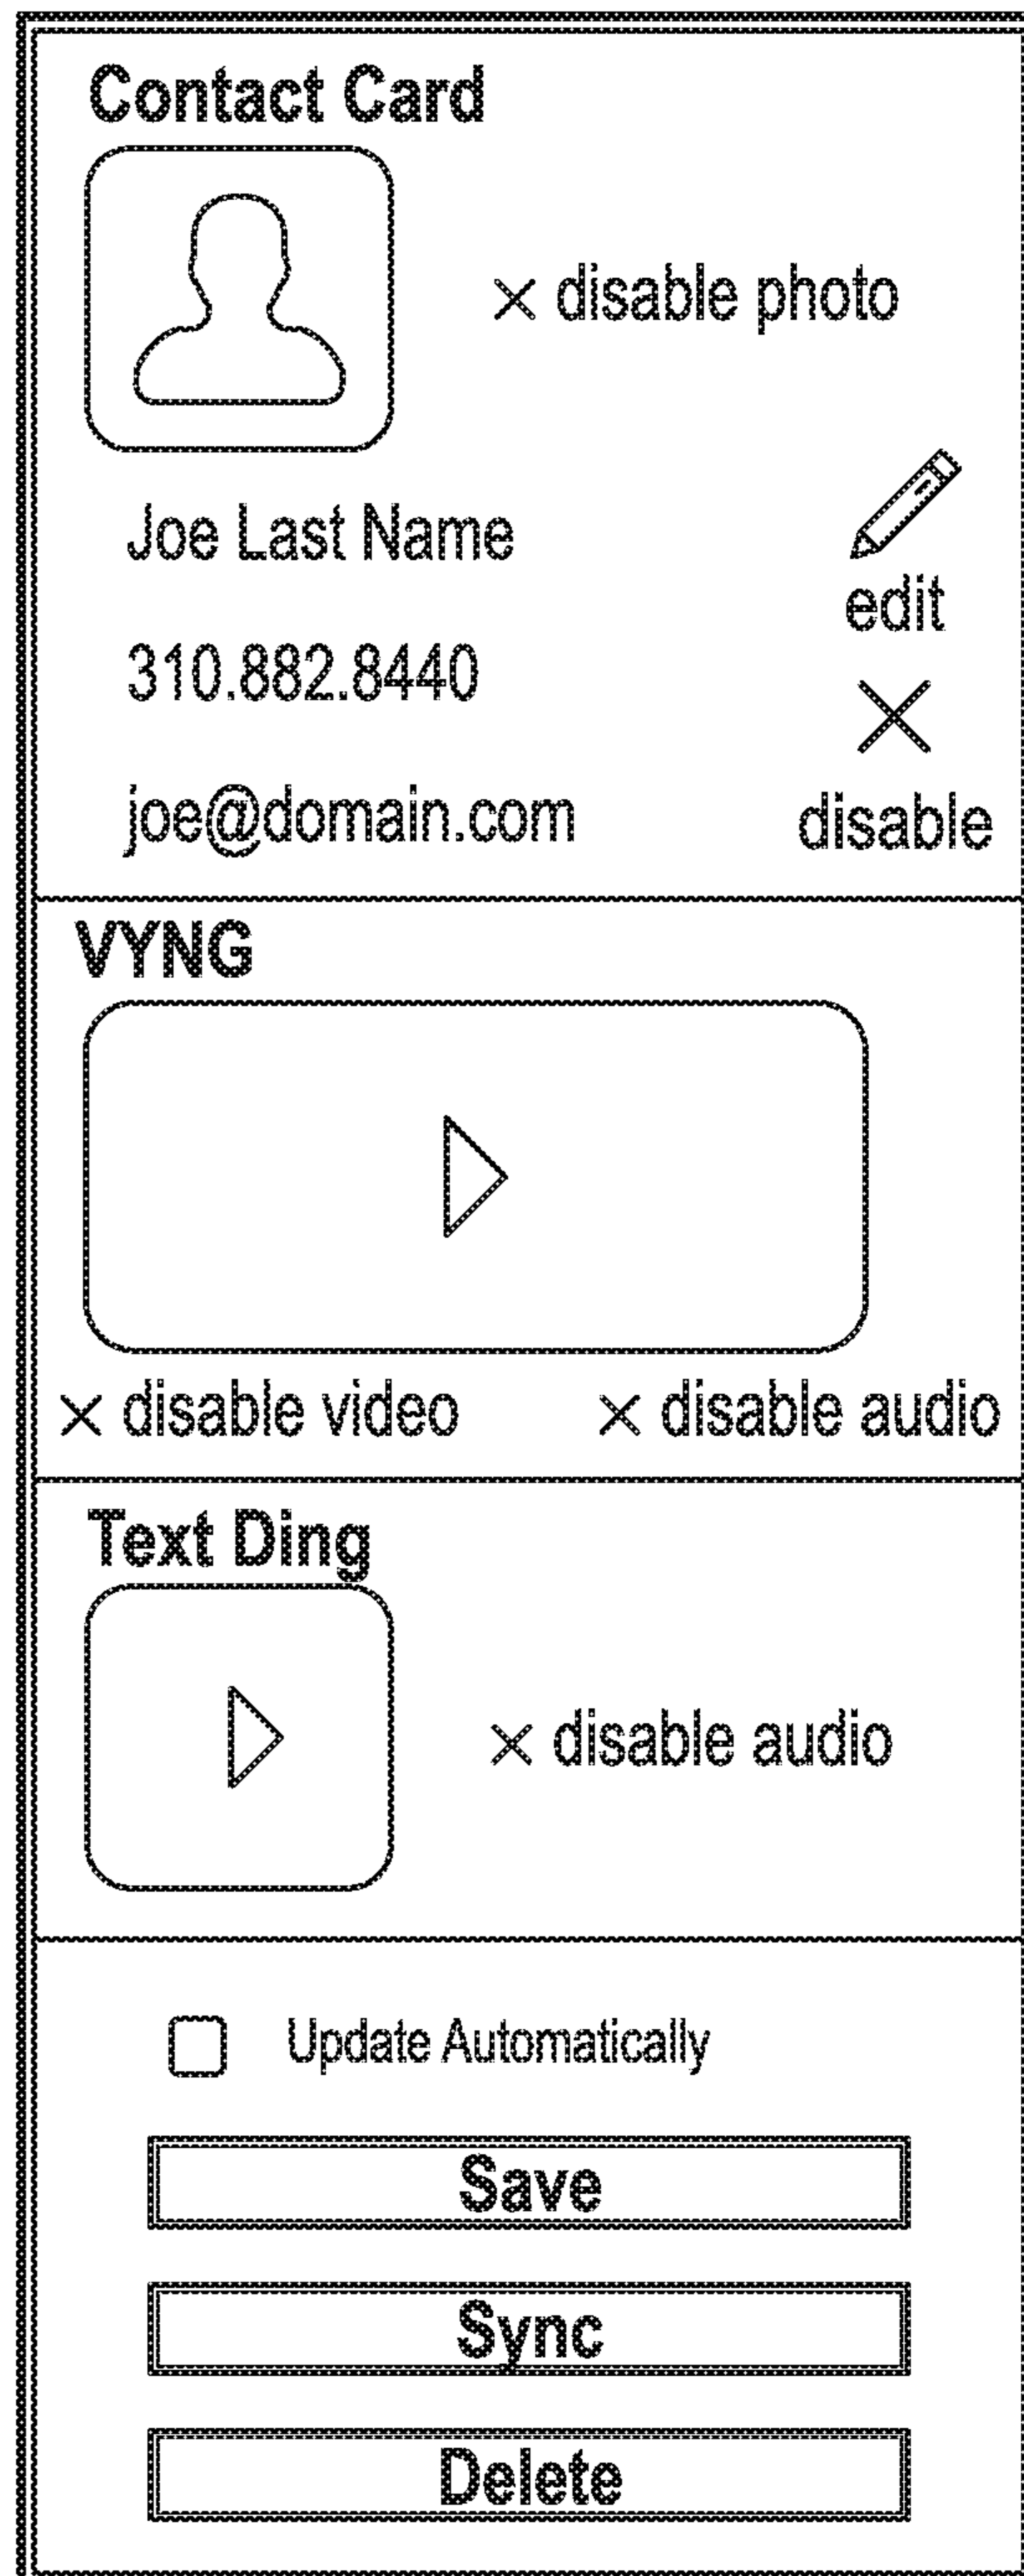 Contact Card
× disable photo
Joe Last Name
edit
310.882.8440
joe@domain.com
disable
VYNG
× disable video
× disable audio
Text Ding
× disable audio
Update Automatically
Save
Sync
Delete